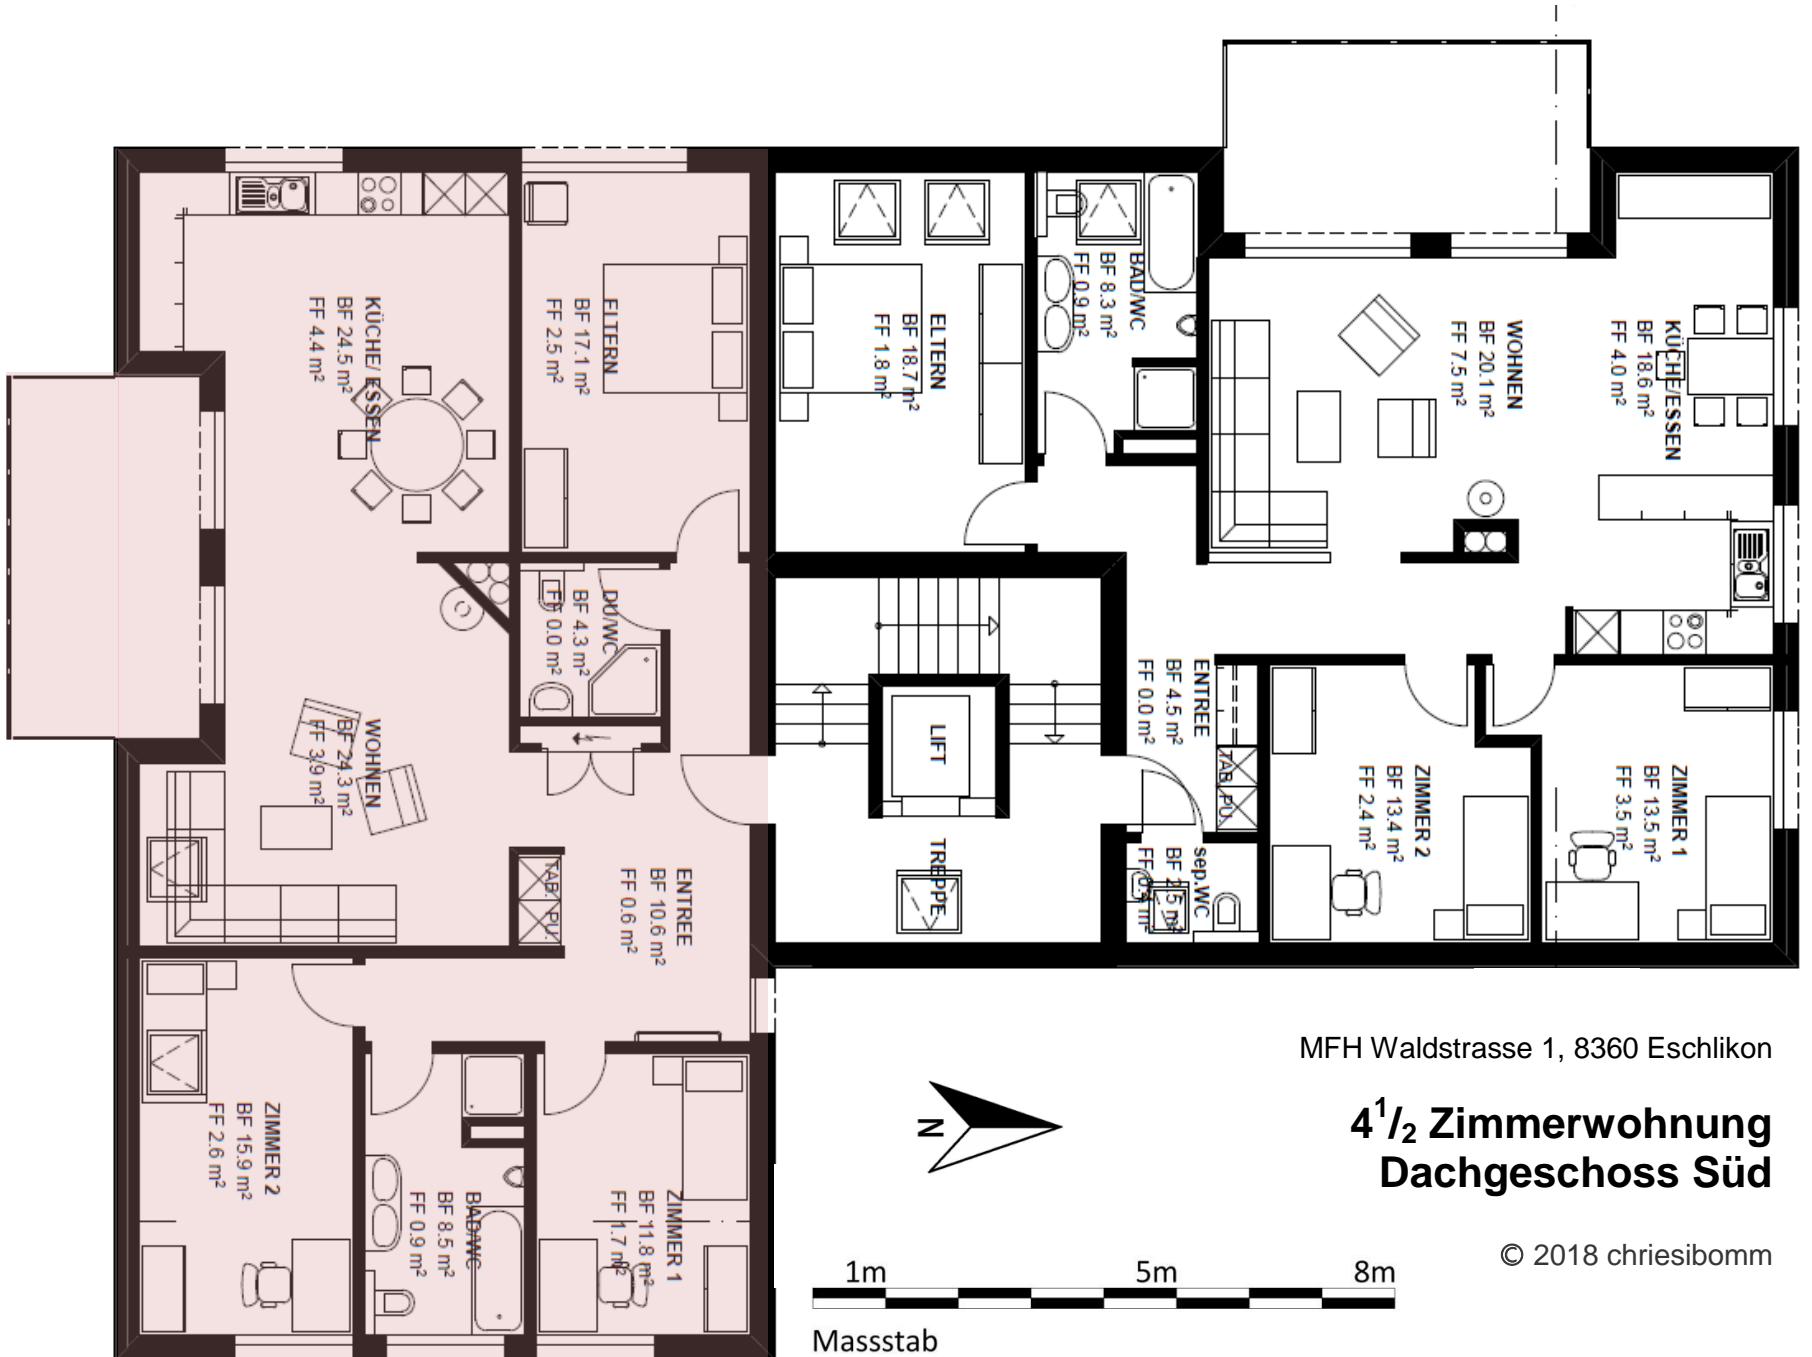 KÜCHE/ ESSEN
BF 24.5 m²
FF 4.4 m²
ELTERN
BF 17.1 m²
FF 2.5 m²
ELTERN
BF 18.7 m²
FF 1.8 m²
BAD/WC
BF 8.3 m²
FF 0.9 m²
WOHNEN
BF 20.1 m²
FF 7.5 m²
KÜCHE/ESSEN
BF 18.6 m²
FF 4.0 m²
DU/WC
BF 4.3 m²
FF 0.0 m²
WOHNEN
BF 24.3 m²
FF 3.9 m²
LIFT
TREPPE
ENTREE
BF 4.5 m²
FF 0.0 m²
TAB.
PU.
sep.WC
BF 2.5 m²
ZIMMER 2
BF 13.4 m²
FF 2.4 m²
ZIMMER 1
BF 13.5 m²
FF 3.5 m²
TAB.
PU.
ENTREE
BF 10.6 m²
FF 0.6 m²
ZIMMER 2
BF 15.9 m²
FF 2.6 m²
BAD/WC
BF 8.5 m²
FF 0.9 m²
ZIMMER 1
BF 11.8 m²
FF 1.7 m²
N
MFH Waldstrasse 1, 8360 Eschlikon
4¹/₂ Zimmerwohnung
Dachgeschoss Süd
© 2018 chriesibomm
1m 5m 8m
Massstab